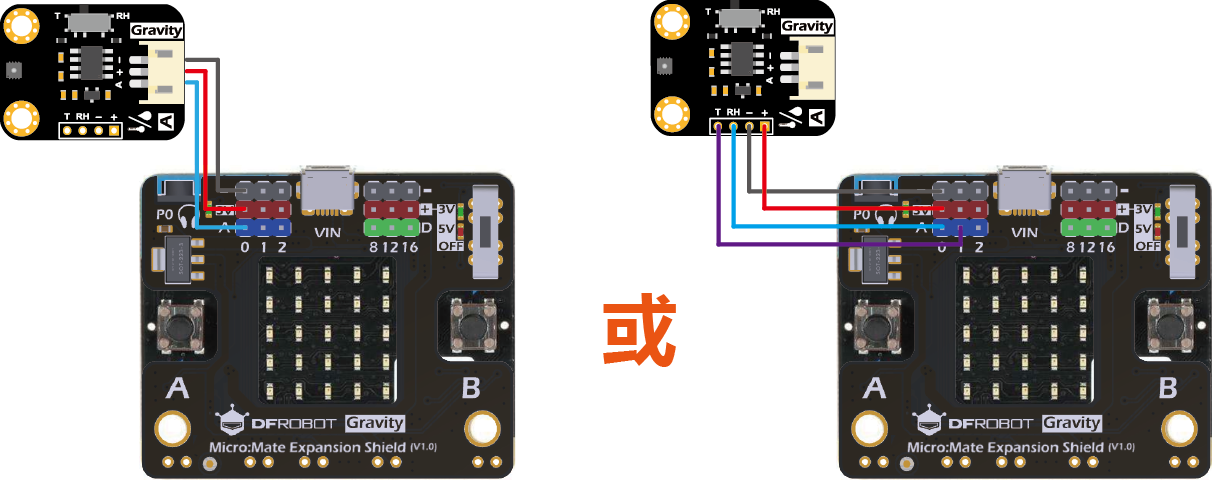 T RH
Gravity
- + A
T RH - +
A
P0
3V
A
0 1 2
VIN
-
+
D
8 12 16
3V
5V
OFF
A
B
DFROBOT Gravity
Micro:Mate Expansion Shield (V1.0)
或
T RH
Gravity
- + A
T RH - +
A
P0
3V
A
0 1 2
VIN
-
+
D
8 12 16
3V
5V
OFF
A
B
DFROBOT Gravity
Micro:Mate Expansion Shield (V1.0)